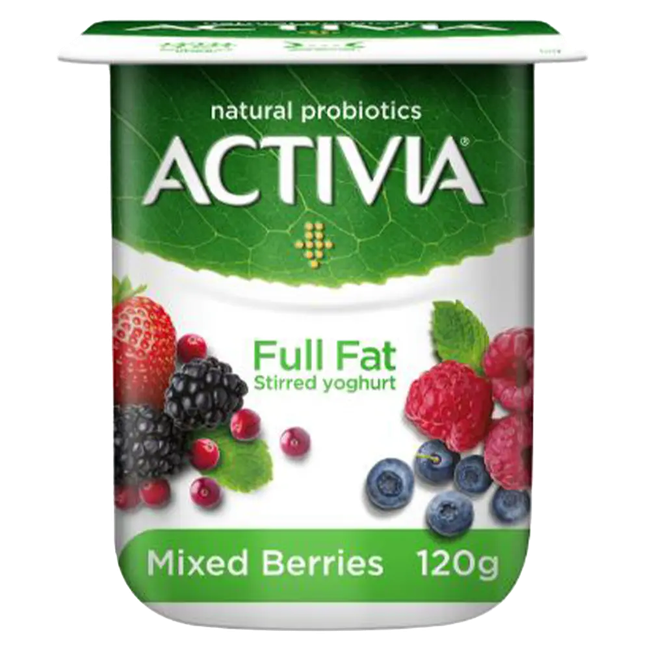 natural probiotics
ACTIVIA®
Full Fat
Stirred yoghurt
Mixed Berries 120g